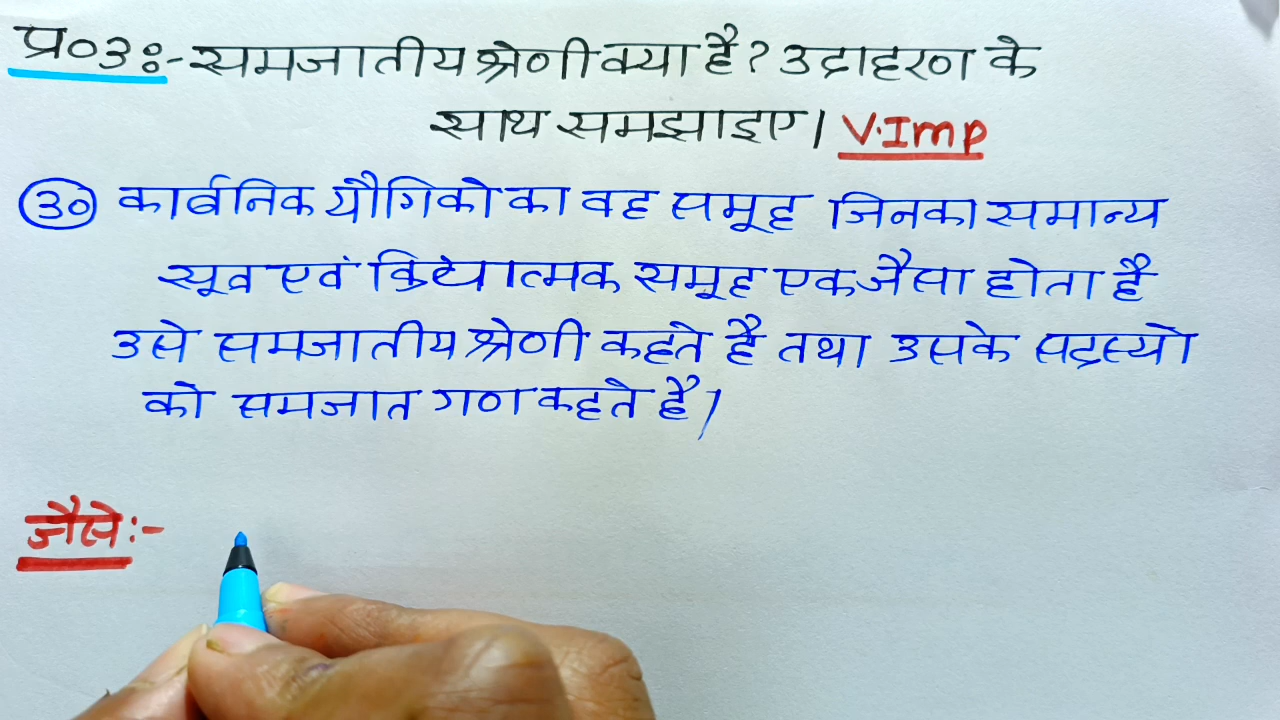 प्र०3ः- समजातीय श्रेणी क्या है? उदाहरण के
साथ समझाइए। V.Imp
उ० कार्बनिक यौगिको का वह समूह जिनका समान्य
सूत्र एवं क्रियात्मक समूह एक जैसा होता है
उसे समजातीय श्रेणी कहते है तथा उसके सदस्यो
को समजात गण कहते है।
जैसे:-